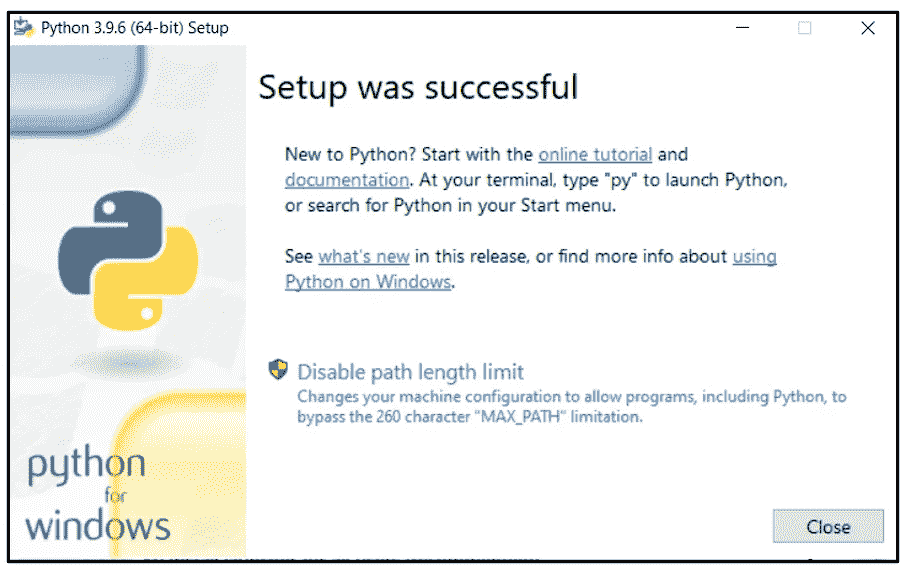 Python 3.9.6 (64-bit) Setup
Setup was successful
New to Python? Start with the online tutorial and
documentation. At your terminal, type "py" to launch Python,
or search for Python in your Start menu.
See what's new in this release, or find more info about using
Python on Windows.
Disable path length limit
Changes your machine configuration to allow programs, including Python, to
bypass the 260 character "MAX_PATH" limitation.
python
for
windows
Close